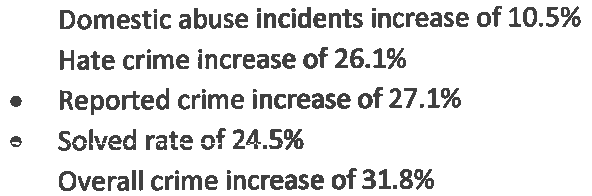 Domestic abuse incidents increase of 10.5%
Hate crime increase of 26.1%
• Reported crime increase of 27.1%
• Solved rate of 24.5%
Overall crime increase of 31.8%